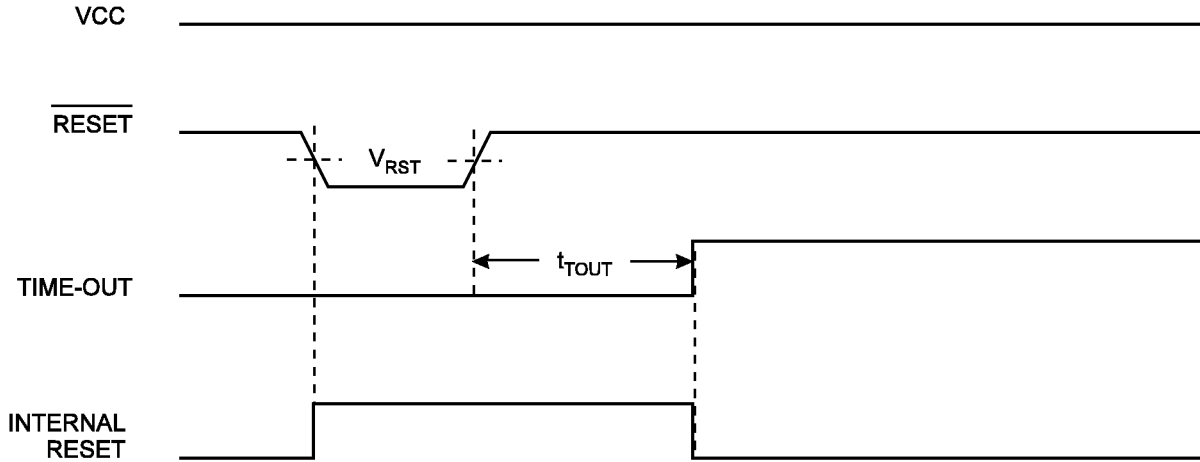 VCC
RESET
VRST
tTOUT
TIME-OUT
INTERNAL
RESET